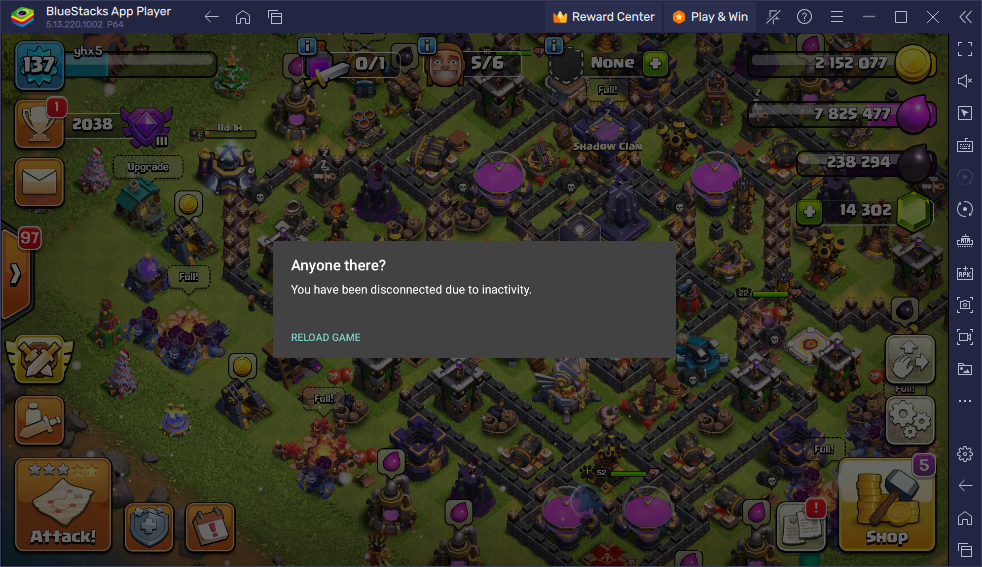 BlueStacks App Player
5.13.220.1002 P64
Reward Center
Play & Win
137
yhx5
0/1
5/6
None
Full!
2 152 077
1
2038
III
11d 1H
Shadow Clan
7 825 477
Upgrade
238 294
14 302
97
Full!
Anyone there?
You have been disconnected due to inactivity.
RELOAD GAME
22
Full!
Full!
Full!
52
Attack!
5
Shop
APK